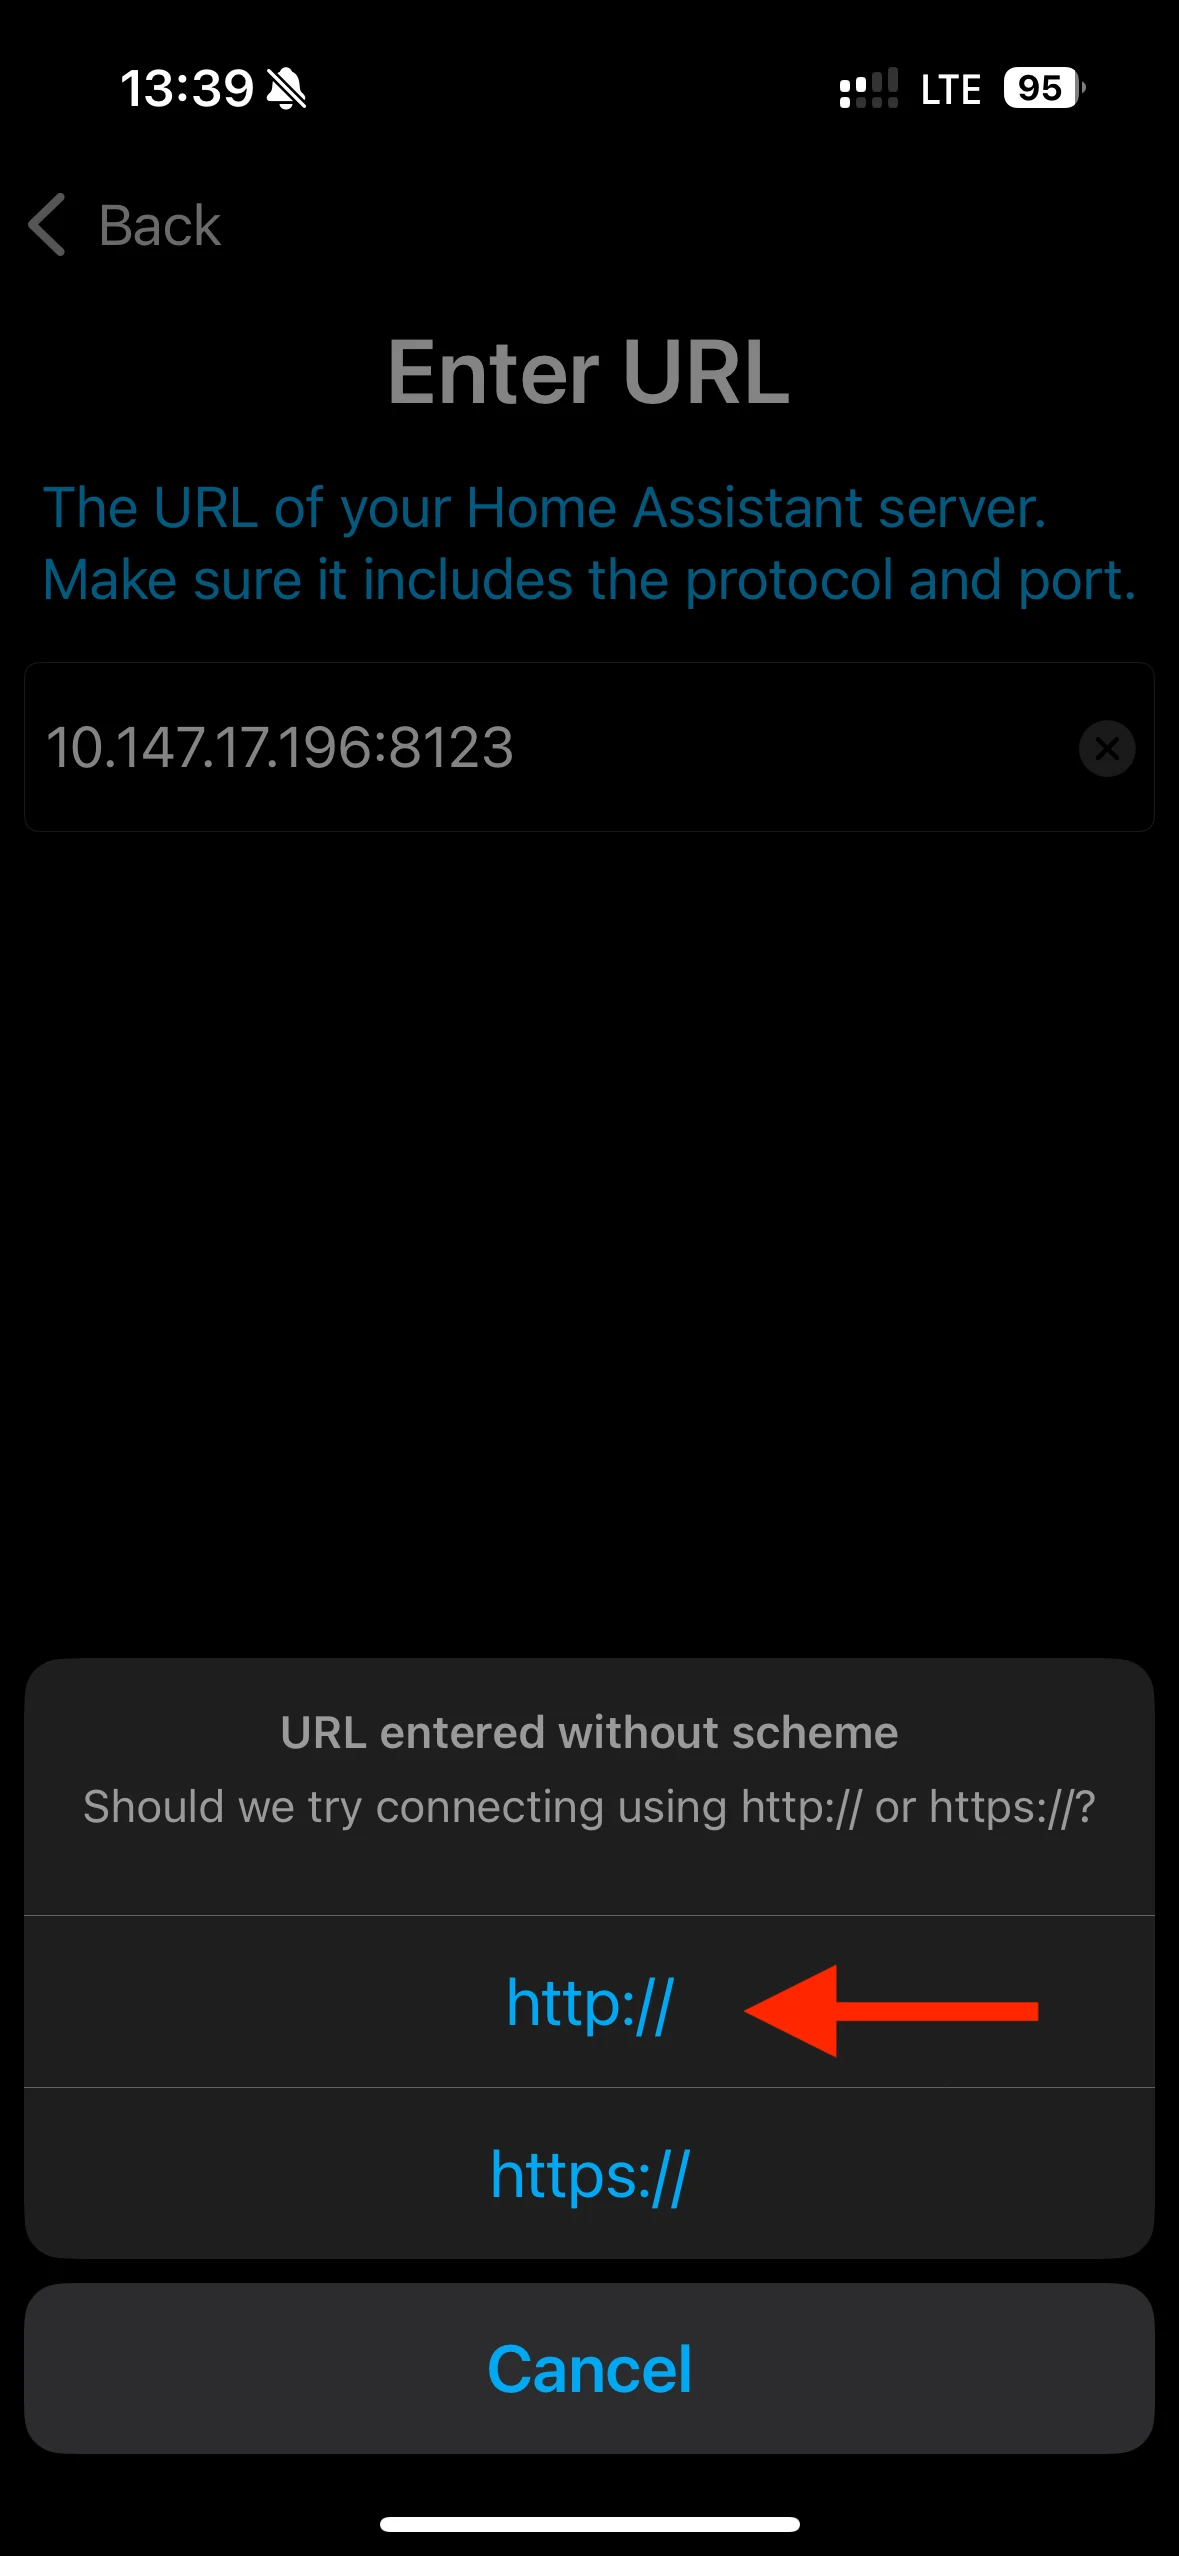 13:39
LTE 95
Back
Enter URL
The URL of your Home Assistant server.
Make sure it includes the protocol and port.
10.147.17.196:8123
URL entered without scheme
Should we try connecting using http:// or https://?
http://
https://
Cancel